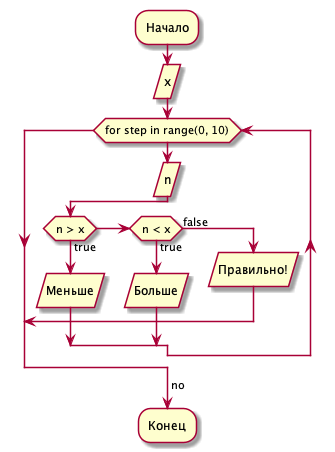 Начало
x
for step in range(0, 10)
n
n > x
n < x
false
true
true
Меньше
Больше
Правильно!
no
Конец